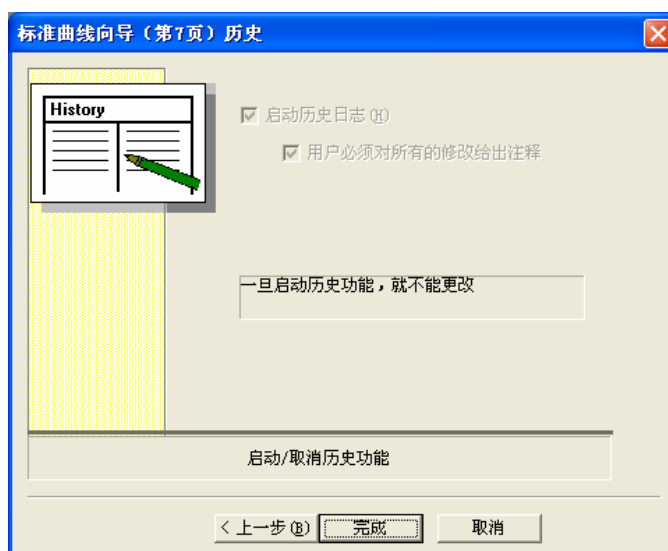 标准曲线向导（第7页）历史
History
启动历史日志(H)
用户必须对所有的修改给出注释
一旦启动历史功能，就不能更改
启动/取消历史功能
< 上一步(B)
完成
取消